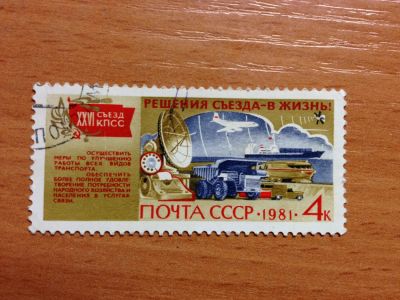 РЕШЕНИЯ СЪЕЗДА-В ЖИЗНЬ!
XXVI СЪЕЗД
КПСС
ОСУЩЕСТВИТЬ
МЕРЫ ПО УЛУЧШЕНИЮ
РАБОТЫ ВСЕХ ВИДОВ
ТРАНСПОРТА.
ОБЕСПЕЧИТЬ
БОЛЕЕ ПОЛНОЕ УДОВЛЕ-
ТВОРЕНИЕ ПОТРЕБНОСТИ
НАРОДНОГО ХОЗЯЙСТВА И
НАСЕЛЕНИЯ В УСЛУГАХ
СВЯЗИ.
ПОЧТА СССР·1981· 4К